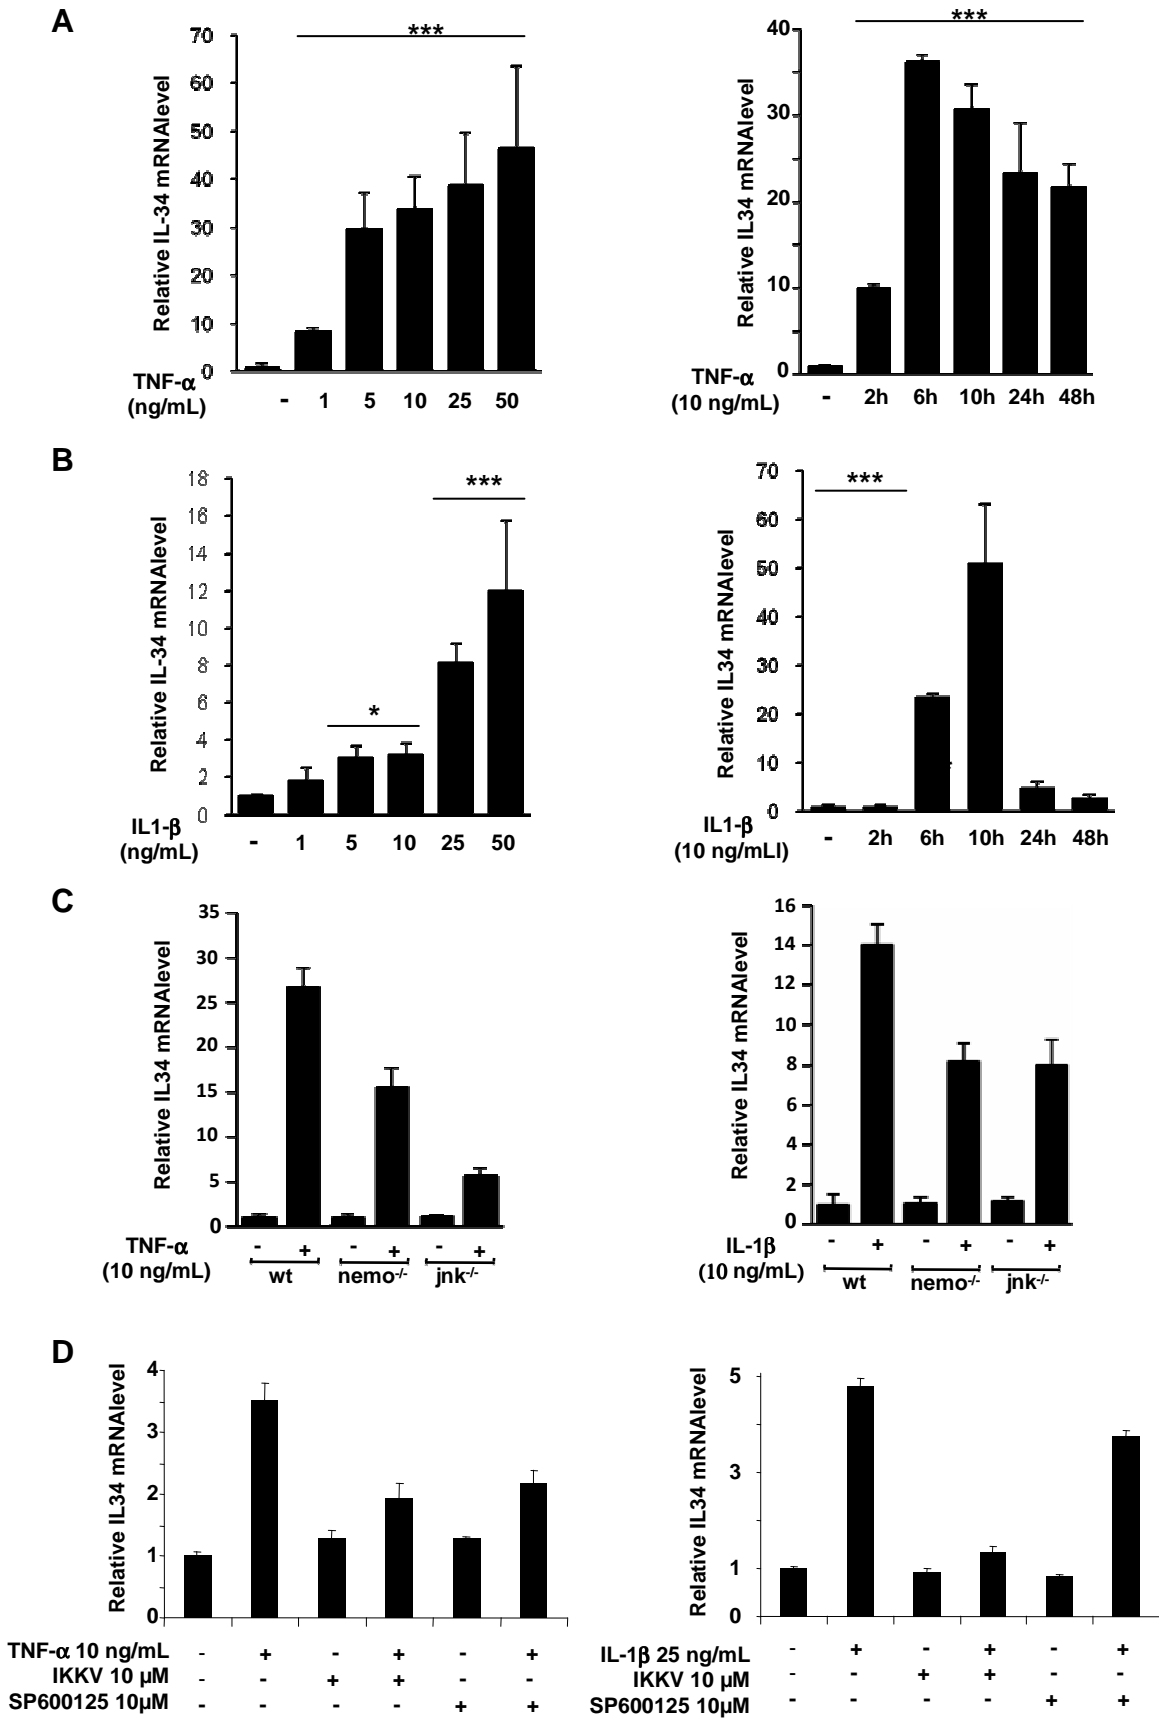 A
***
***
70
60
50
40
30
20
10
0
Relative IL-34 mRNAlevel
TNF-α
(ng/mL)
- 1 5 10 25 50
40
30
20
10
0
Relative IL34 mRNAlevel
TNF-α
(10 ng/mL)
- 2h 6h 10h 24h 48h
B
18
16
14
12
10
8
6
4
2
0
Relative IL-34 mRNAlevel
*
***
IL1-β
(ng/mL)
- 1 5 10 25 50
70
60
50
40
30
20
10
0
Relative IL34 mRNAlevel
***
IL1-β
(10 ng/mLl)
- 2h 6h 10h 24h 48h
C
35
30
25
20
15
10
5
0
Relative IL34 mRNAlevel
TNF-α
(10 ng/mL)
- + - + - +
wt nemo-/- jnk-/-
16
14
12
10
8
6
4
2
0
Relative IL34 mRNAlevel
IL-1β
(10 ng/mL)
- + - + - +
wt nemo-/- jnk-/-
D
4
3
2
1
0
Relative IL34 mRNAlevel
TNF-α 10 ng/mL - + - + - +
IKKV 10 µM - - + + - -
SP600125 10µM - - - - + +
5
3
1
0
Relative IL34 mRNAlevel
IL-1β 25 ng/mL - + - + - +
IKKV 10 µM - - + + - -
SP600125 10µM - - - - + +